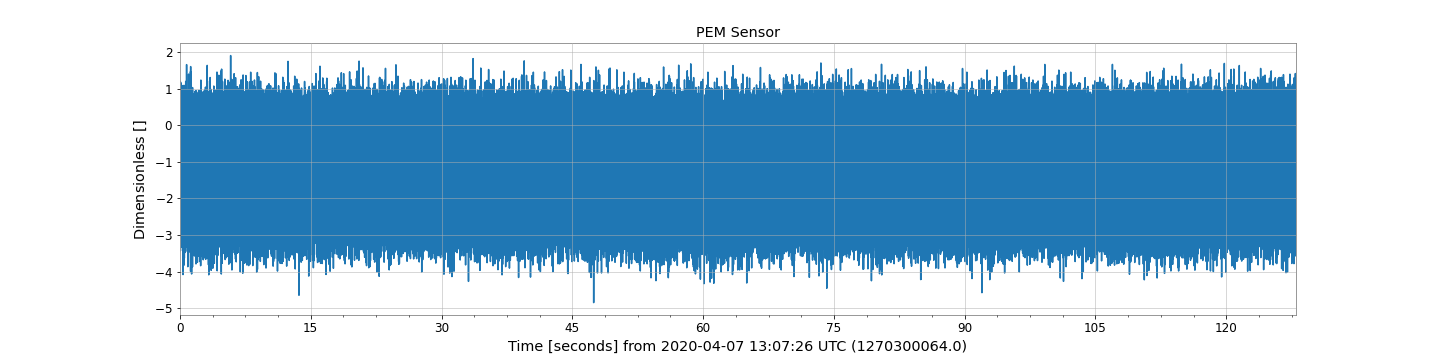 PEM Sensor
Dimensionless []
2
1
0
−1
−2
−3
−4
−5
0 15 30 45 60 75 90 105 120
Time [seconds] from 2020-04-07 13:07:26 UTC (1270300064.0)